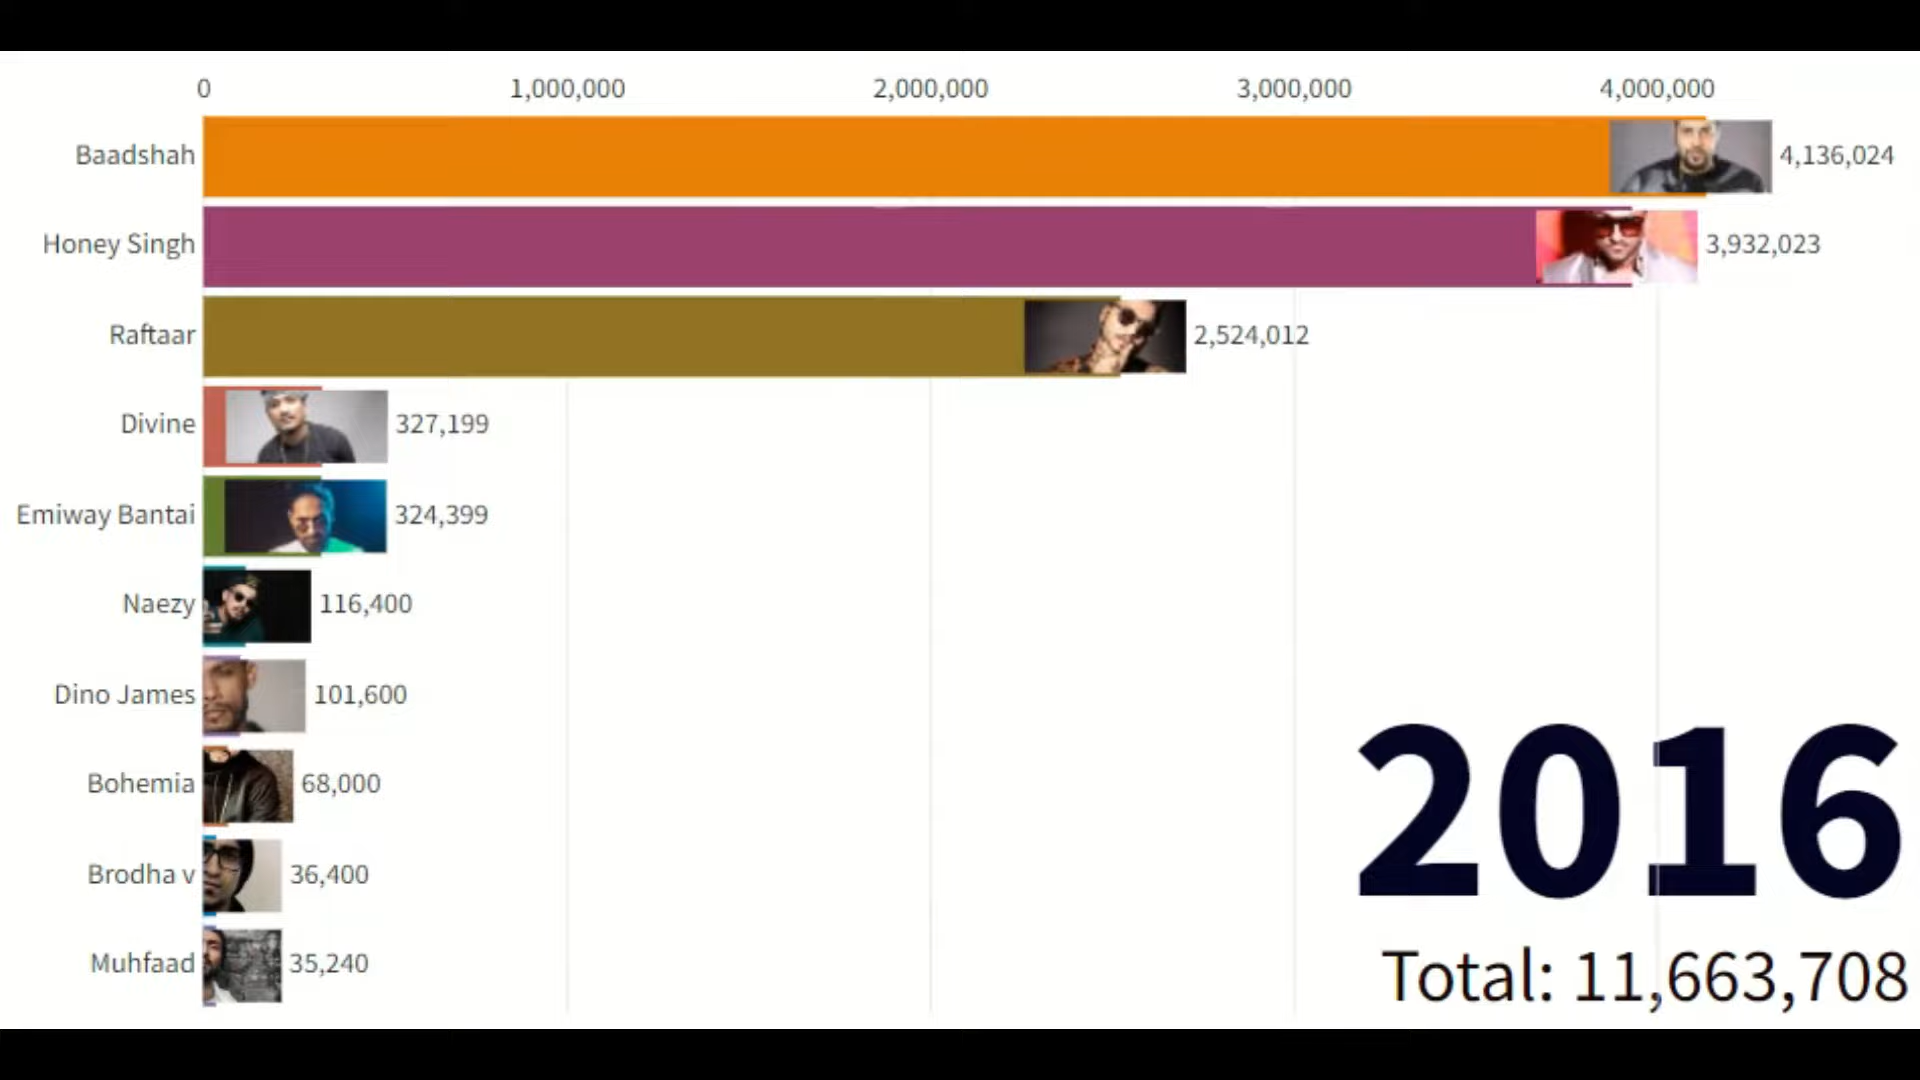 0 1,000,000 2,000,000 3,000,000 4,000,000
Baadshah 4,136,024
Honey Singh 3,932,023
Raftaar 2,524,012
Divine 327,199
Emiway Bantai 324,399
Naezy 116,400
Dino James 101,600
Bohemia 68,000
Brodha v 36,400
Muhfaad 35,240
2016
Total: 11,663,708